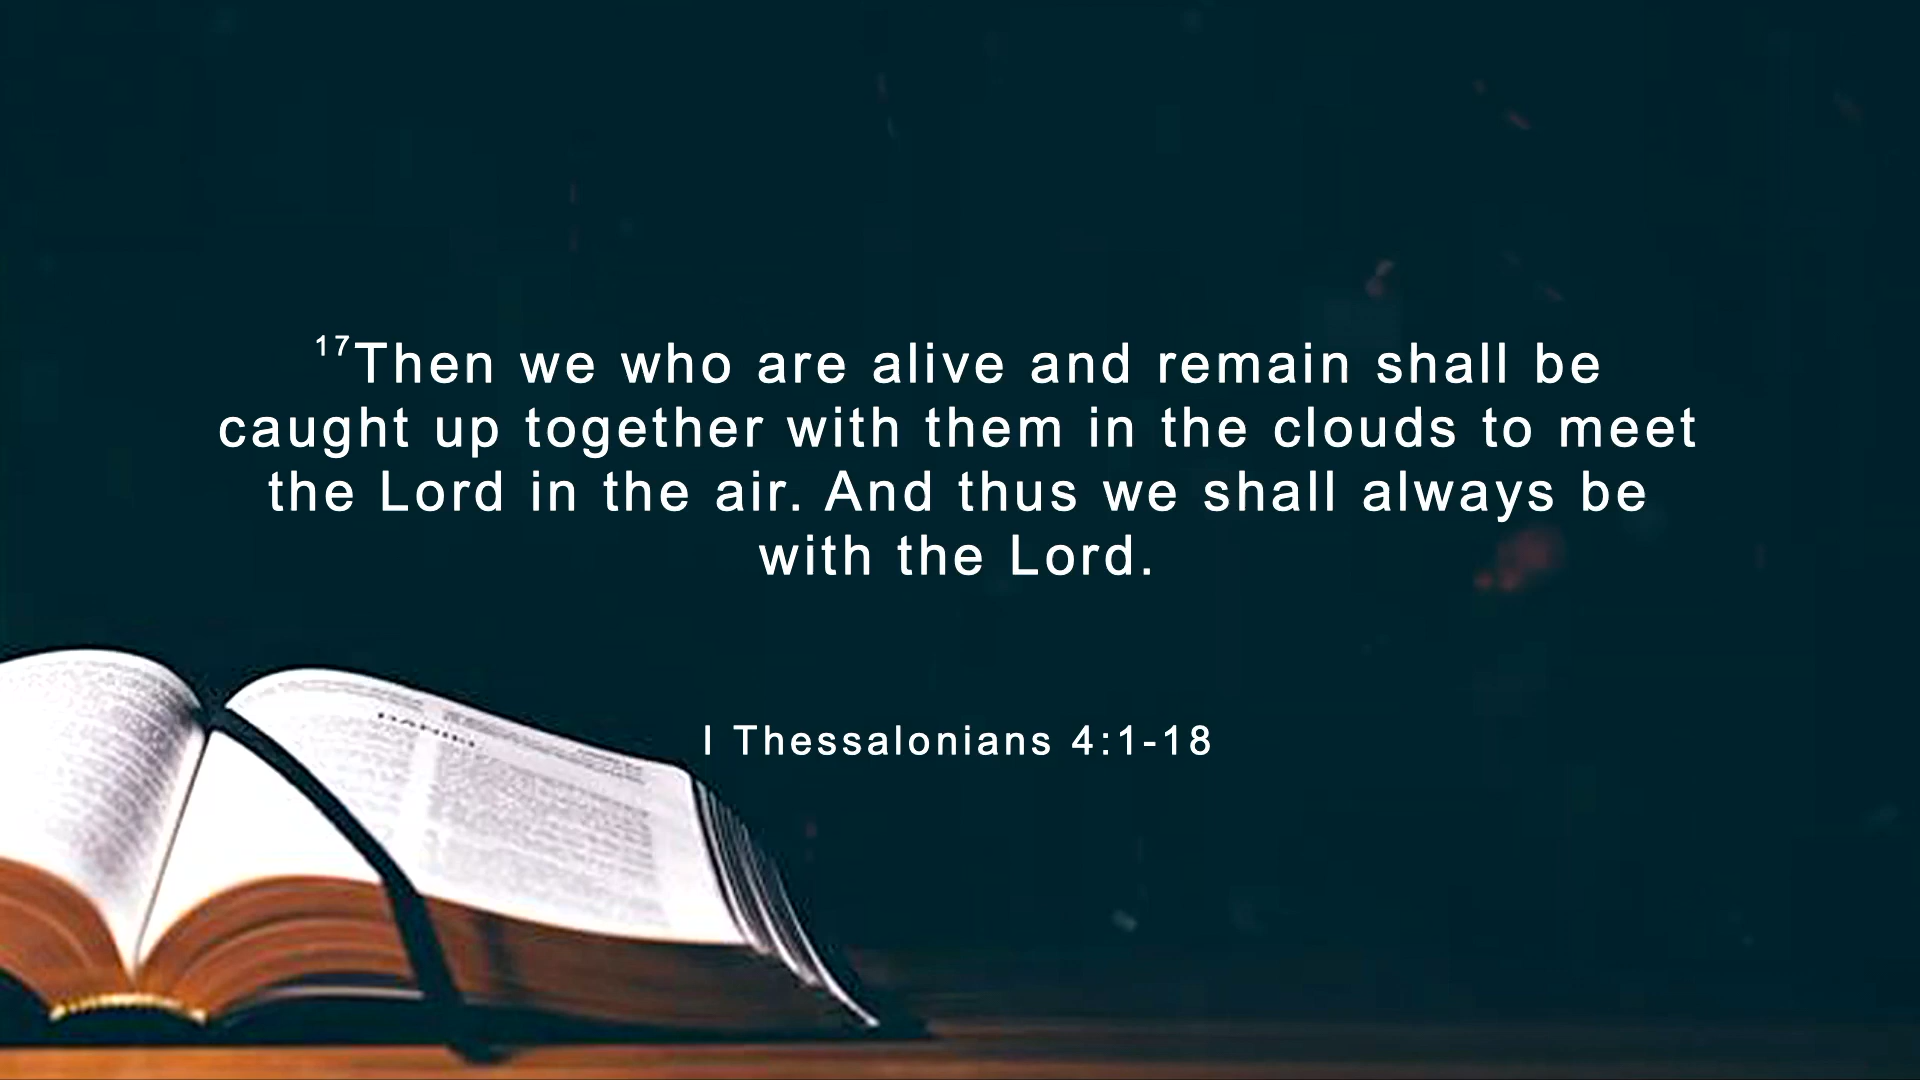 ¹⁷Then we who are alive and remain shall be
caught up together with them in the clouds to meet
the Lord in the air. And thus we shall always be
with the Lord.
DANIEL
I Thessalonians 4:1-18